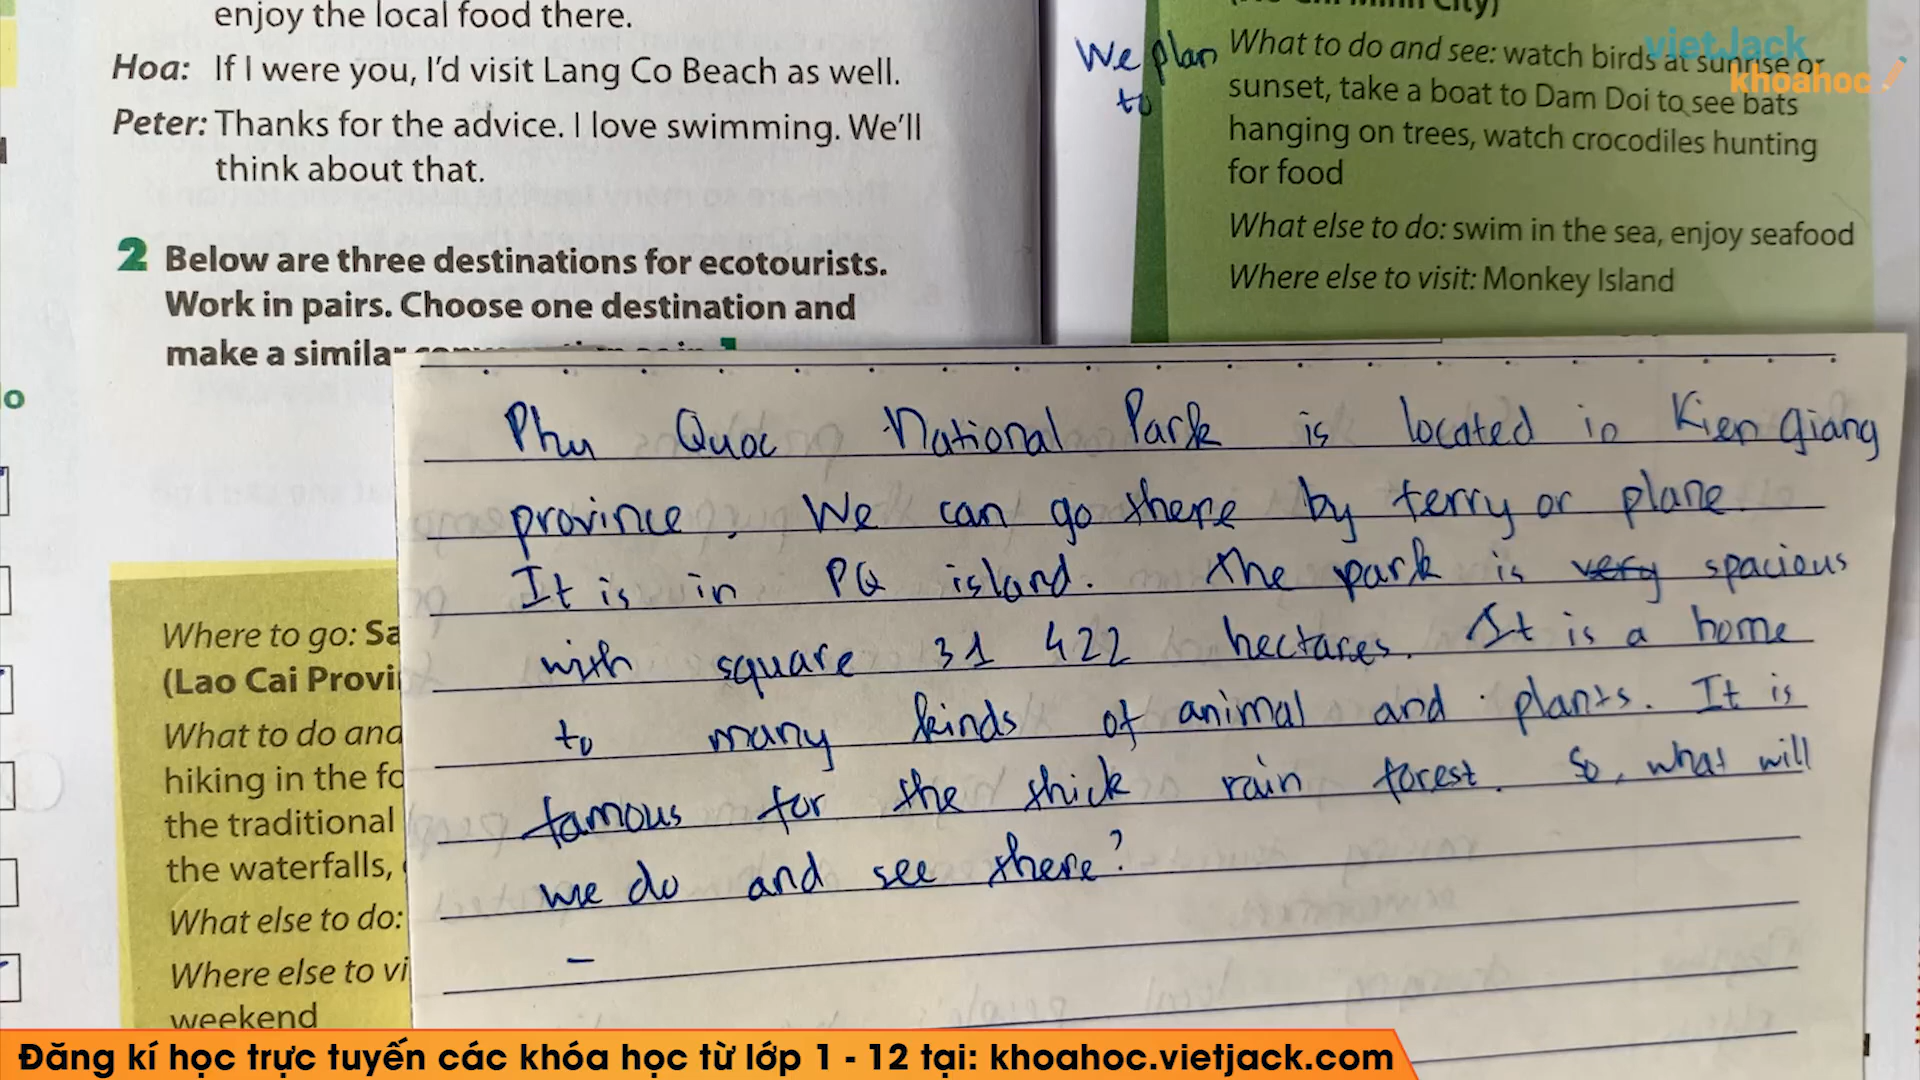 enjoy the local food there.
Hoa: If I were you, I'd visit Lang Co Beach as well.
Peter: Thanks for the advice. I love swimming. We'll
think about that.
2 Below are three destinations for ecotourists.
Work in pairs. Choose one destination and
make a similar
We plan
to
What to do and see: watch birds at sunrise or
sunset, take a boat to Dam Doi to see bats
hanging on trees, watch crocodiles hunting
for food
What else to do: swim in the sea, enjoy seafood
Where else to visit: Monkey Island
vietJack
khoahoc
Where to go: Sa
(Lao Cai Provi
What to do and
hiking in the fo
the traditional
the waterfalls,
What else to do:
Where else to vi
weekend
Phu Quoc National Park is located in Kien Giang
province, We can go there by ferry or plane.
It is in PQ island. The park is very spacious
with square 31 422 hectares. It is a home
to many kinds of animal and plants. It is
famous for the thick rain forest. So, what will
we do and see there?
-
Đăng kí học trực tuyến các khóa học từ lớp 1 - 12 tại: khoahoc.vietjack.com